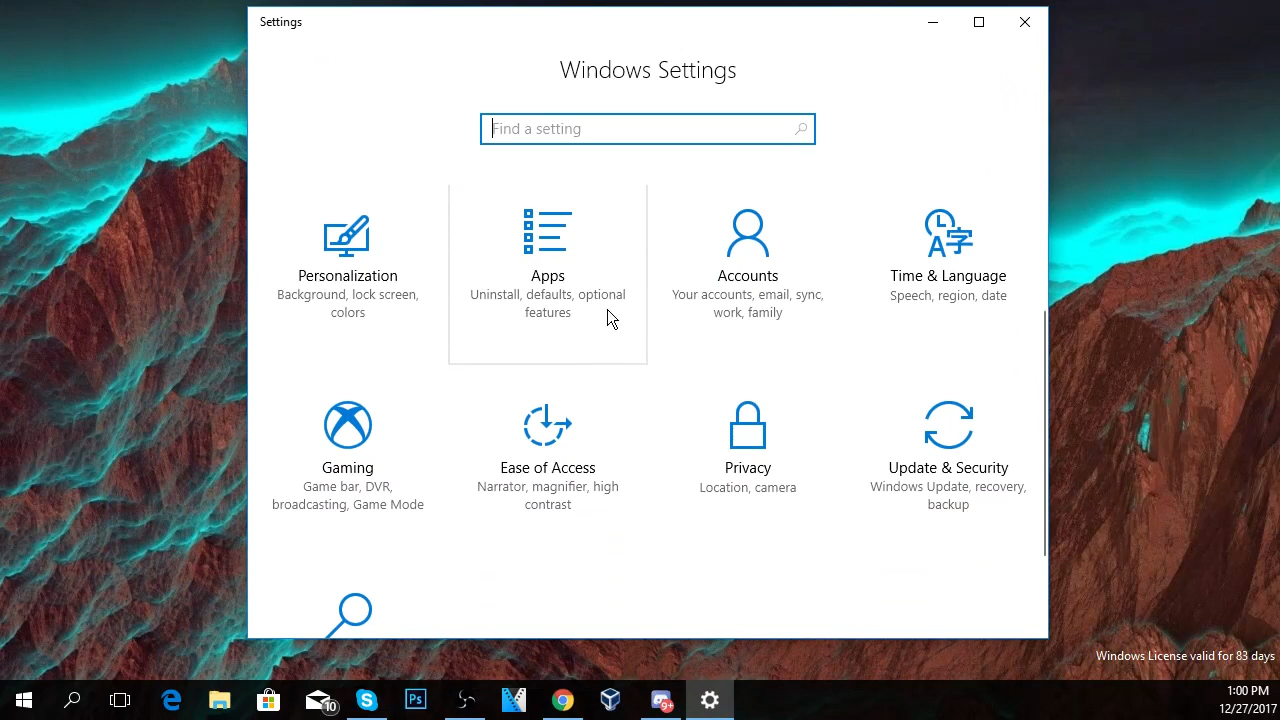 Settings
Windows Settings
Find a setting
Personalization
Background, lock screen,
colors
Apps
Uninstall, defaults, optional
features
Accounts
Your accounts, email, sync,
work, family
Time & Language
Speech, region, date
Gaming
Game bar, DVR,
broadcasting, Game Mode
Ease of Access
Narrator, magnifier, high
contrast
Privacy
Location, camera
Update & Security
Windows Update, recovery,
backup
Windows License valid for 83 days
10
Ps
9+
1:00 PM
12/27/2017